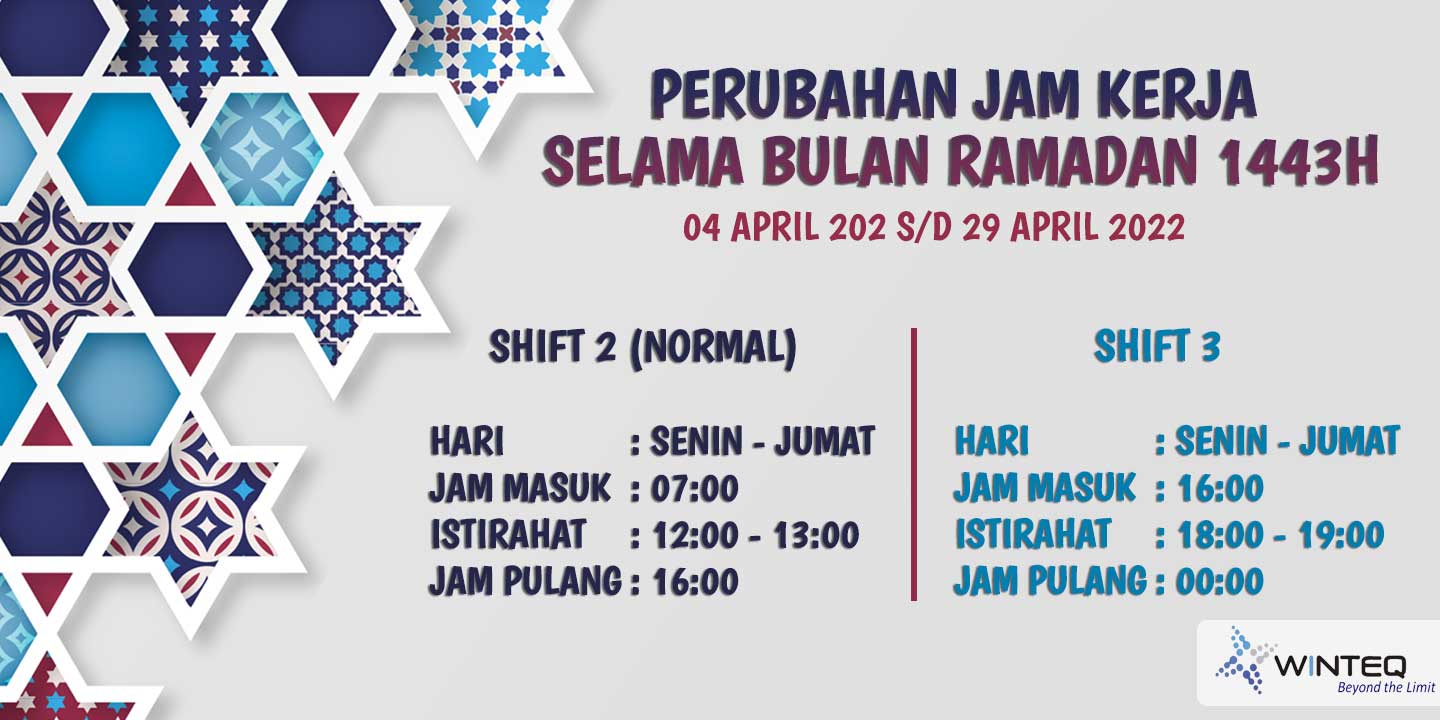 PERUBAHAN JAM KERJA
SELAMA BULAN RAMADAN 1443H
04 APRIL 202 S/D 29 APRIL 2022
SHIFT 2 (NORMAL)
HARI : SENIN - JUMAT
JAM MASUK : 07:00
ISTIRAHAT : 12:00 - 13:00
JAM PULANG : 16:00
SHIFT 3
HARI : SENIN - JUMAT
JAM MASUK : 16:00
ISTIRAHAT : 18:00 - 19:00
JAM PULANG : 00:00
WINTEQ
Beyond the Limit